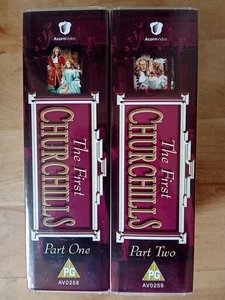 AcornVideo
The First
CHURCHILLS
Part One
PG
AV0258
AcornVideo
The First
CHURCHILLS
Part Two
PG
AV0259